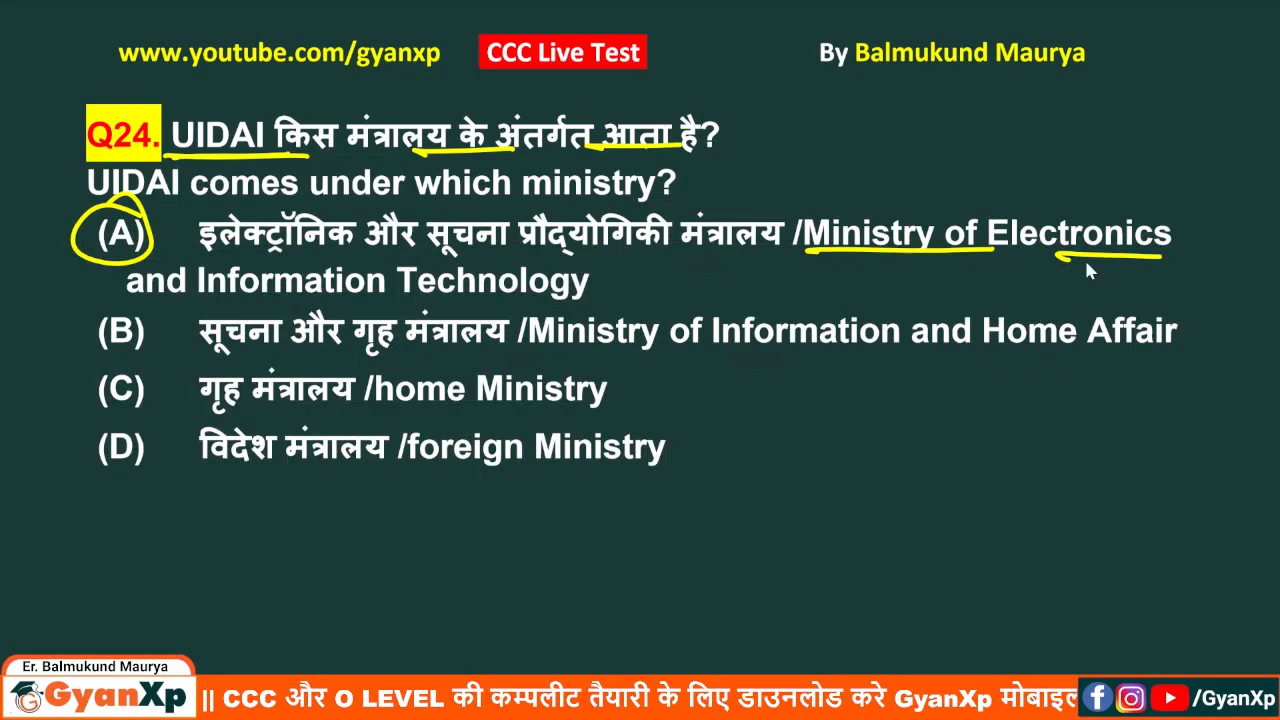 www.youtube.com/gyanxp CCC Live Test By Balmukund Maurya
Q24. UIDAI किस मंत्रालय के अंतर्गत आता है?
UIDAI comes under which ministry?
(A) इलेक्ट्रॉनिक और सूचना प्रौद्योगिकी मंत्रालय /Ministry of Electronics
and Information Technology
(B) सूचना और गृह मंत्रालय /Ministry of Information and Home Affair
(C) गृह मंत्रालय /home Ministry
(D) विदेश मंत्रालय /foreign Ministry
Er. Balmukund Maurya
GyanXp || CCC और O LEVEL की कम्पलीट तैयारी के लिए डाउनलोड करे GyanXp मोबाइल /GyanXp